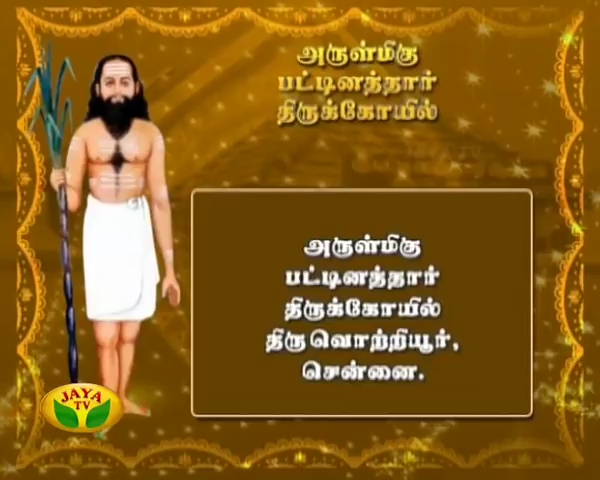 அருள்மிகு
பட்டினத்தார்
திருக்கோயில்
அருள்மிகு
பட்டினத்தார்
திருக்கோயில்
திருவொற்றியூர்,
சென்னை.
JAYA
TV